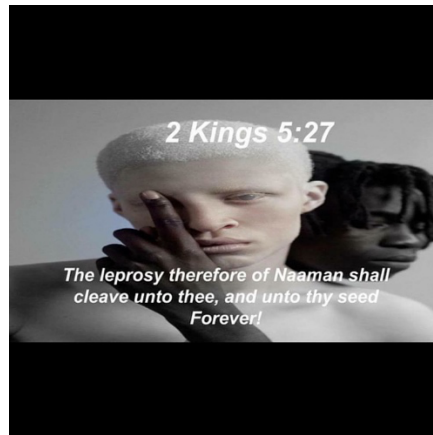 2 Kings 5:27
The leprosy therefore of Naaman shall
cleave unto thee, and unto thy seed
Forever!